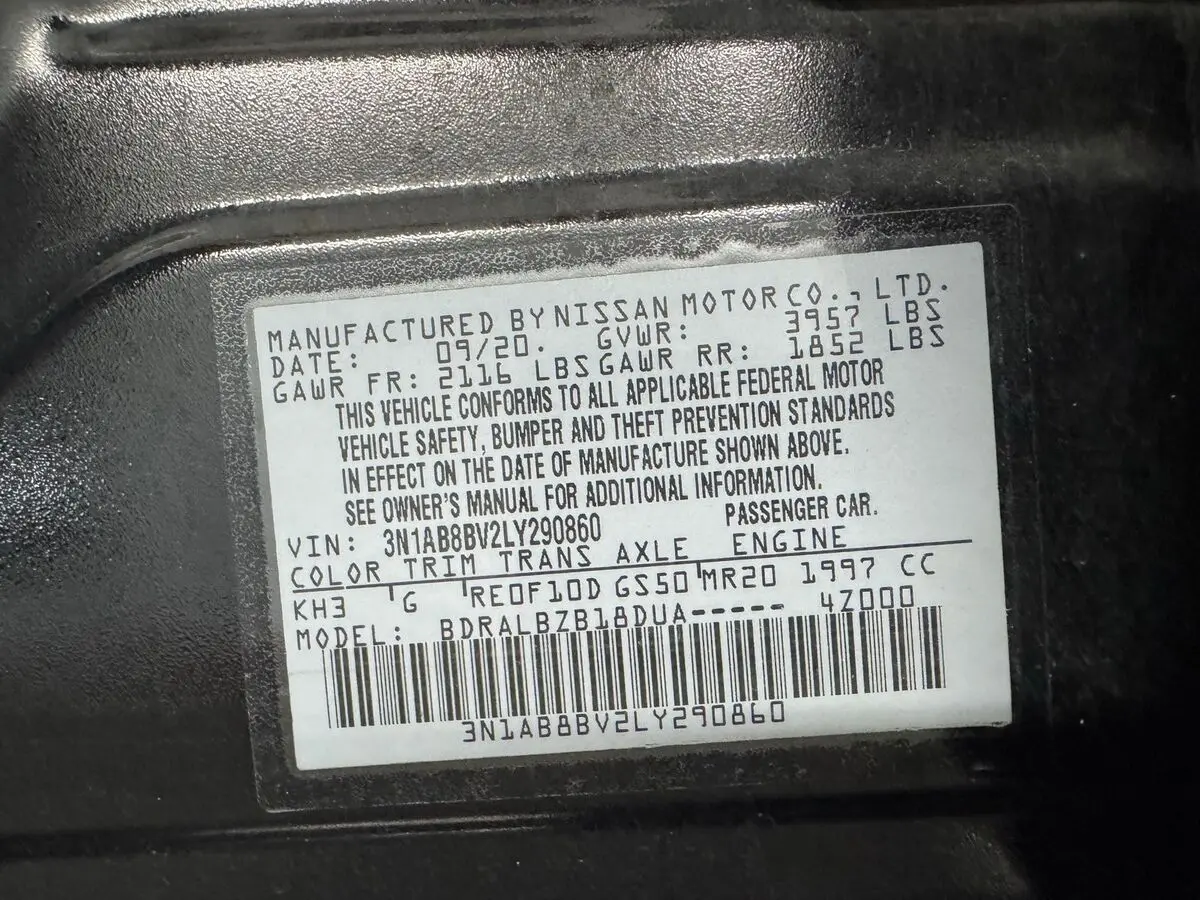 MANUFACTURED BY NISSAN MOTOR CO., LTD.
DATE: 09/20. GVWR: 3957 LBS
GAWR FR: 2116 LBS GAWR RR: 1852 LBS
THIS VEHICLE CONFORMS TO ALL APPLICABLE FEDERAL MOTOR
VEHICLE SAFETY, BUMPER AND THEFT PREVENTION STANDARDS
IN EFFECT ON THE DATE OF MANUFACTURE SHOWN ABOVE.
SEE OWNER'S MANUAL FOR ADDITIONAL INFORMATION.
VIN: 3N1AB8BV2LY290860 PASSENGER CAR.
COLOR TRIM TRANS AXLE ENGINE
KH3 G RE0F10D GS50 MR20 1997 CC
MODEL: BDRALBZB18DUA----- 4Z000
3N1AB8BV2LY290860